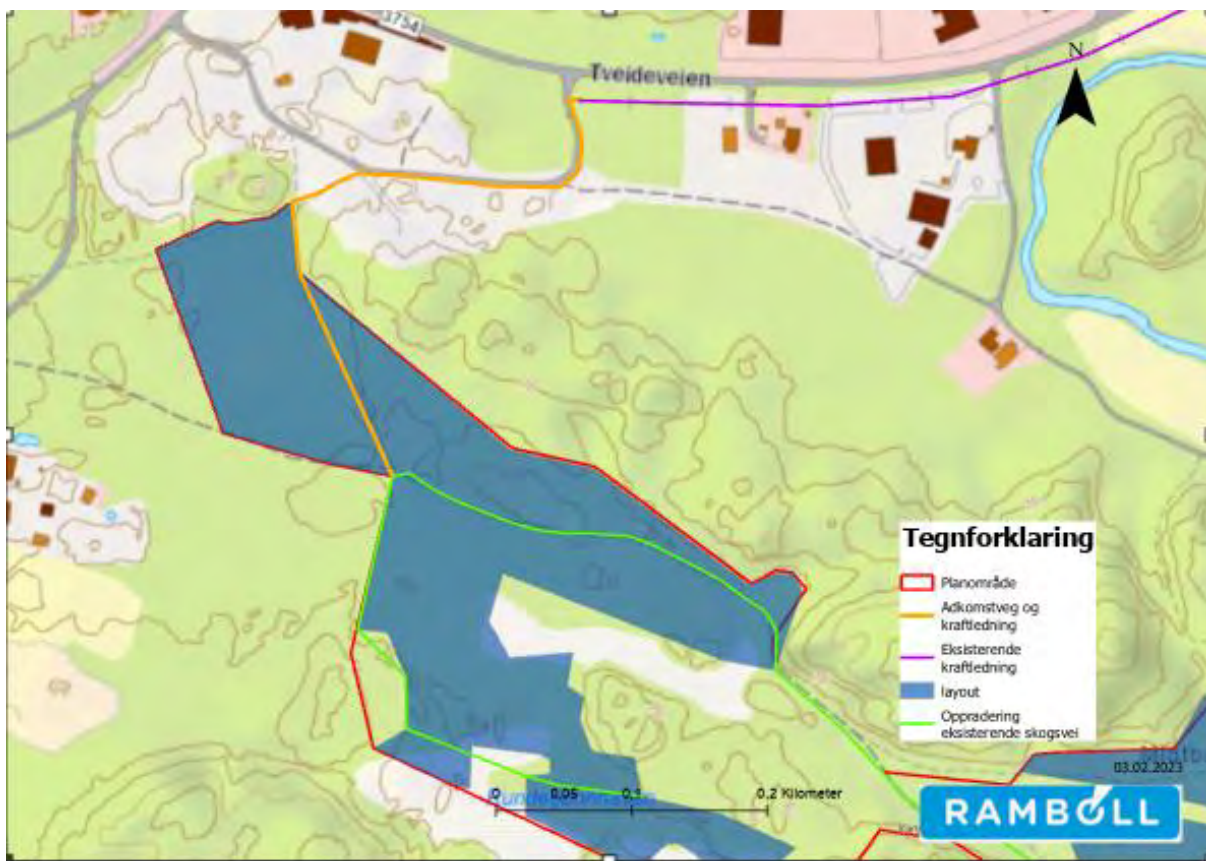 3754
N
Tveideveien
Tegnforklaring
Planområde
Adkomstveg og
kraftledning
Eksisterende
kraftledning
layout
Oppradering
eksisterende skogsvei
03.02.2023
0
0,05
0,1
0,2 Kilometer
RAMBOLL